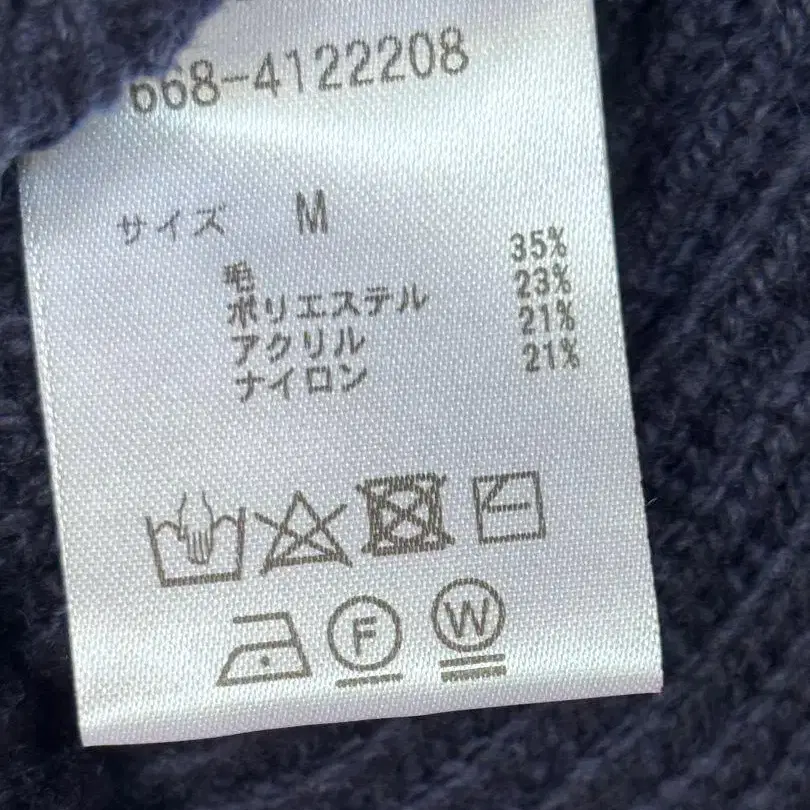 668-4122208
サイズ M
毛 35%
ポリエステル 23%
アクリル 21%
ナイロン 21%
F W